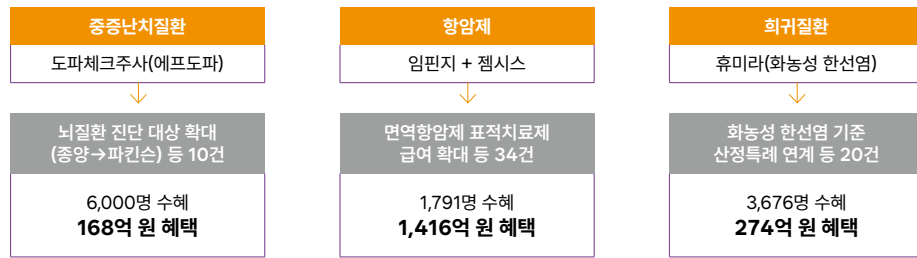 중증난치질환
도파체크주사(에프도파)
뇌질환 진단 대상 확대
(종양→파킨슨) 등 10건
6,000명 수혜
168억 원 혜택
항암제
임핀지 + 젬시스
면역항암제 표적치료제
급여 확대 등 34건
1,791명 수혜
1,416억 원 혜택
희귀질환
휴미라(화농성 한선염)
화농성 한선염 기준
산정특례 연계 등 20건
3,676명 수혜
274억 원 혜택